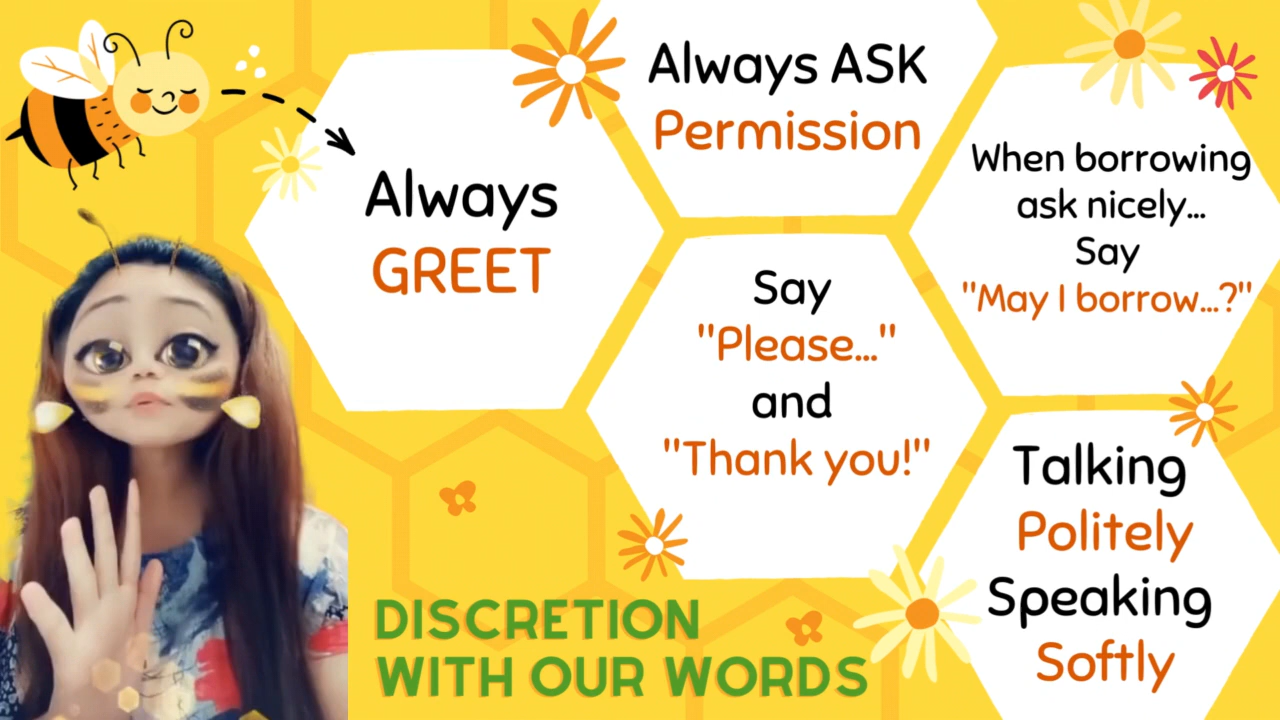 Always
GREET
Always ASK
Permission
Say
"Please..."
and
"Thank you!"
When borrowing
ask nicely...
Say
"May I borrow...?"
Talking
Politely
Speaking
Softly
DISCRETION
WITH OUR WORDS